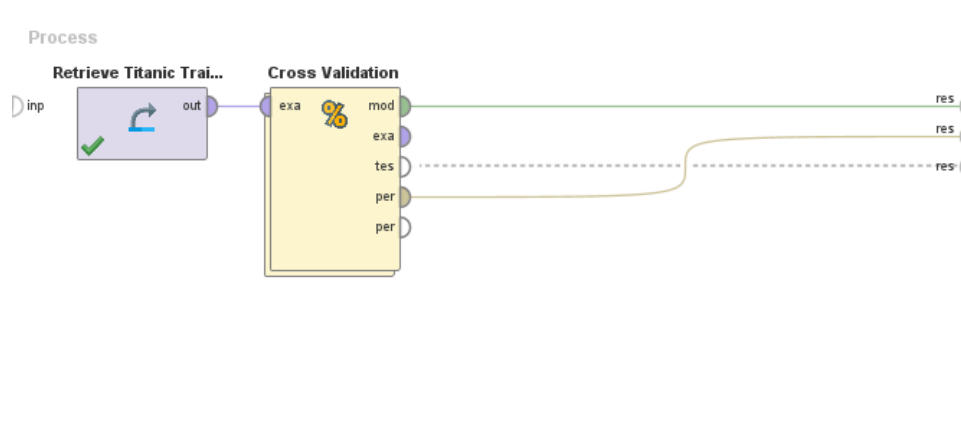 Process
Retrieve Titanic Trai...
Cross Validation
inp
out
exa
mod
exa
tes
per
per
res
res
res